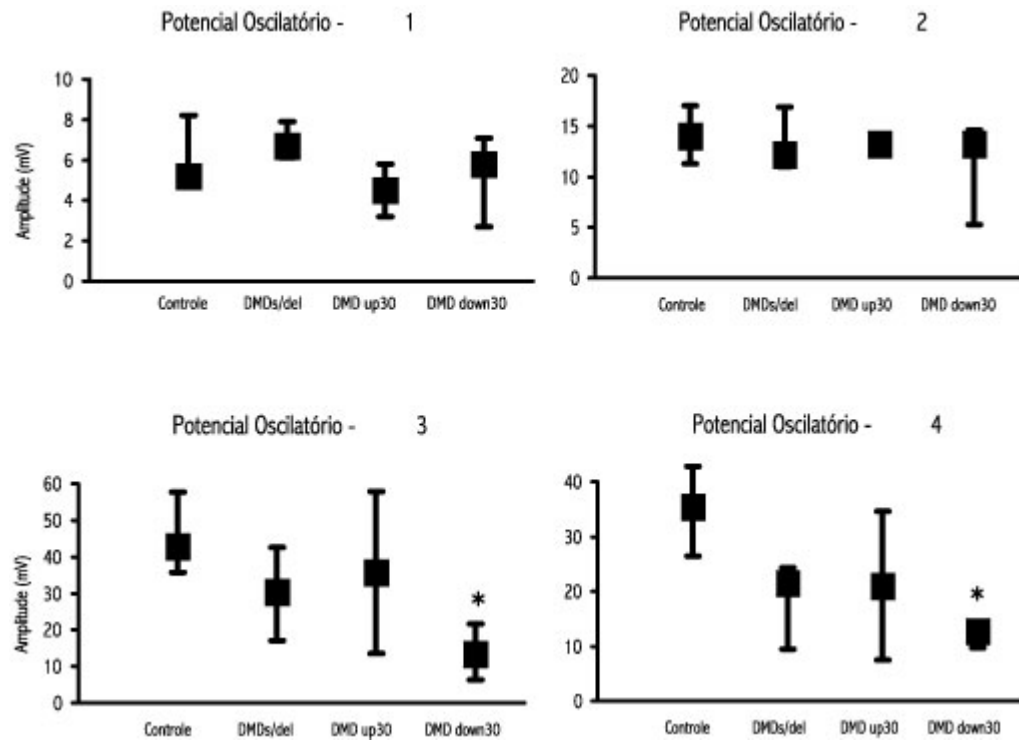 Potencial Oscilatório - 1
Amplitude (mV)
10
8
6
4
2
0
Controle DMDs/del DMD up30 DMD down30
Potencial Oscilatório - 2
20
15
10
5
0
Controle DMDs/del DMD up30 DMD down30
Potencial Oscilatório - 3
Amplitude (mV)
60
50
40
30
20
10
0
*
Controle DMDs/del DMD up30 DMD down30
Potencial Oscilatório - 4
40
30
20
10
0
*
Controle DMDs/del DMD up30 DMD down30